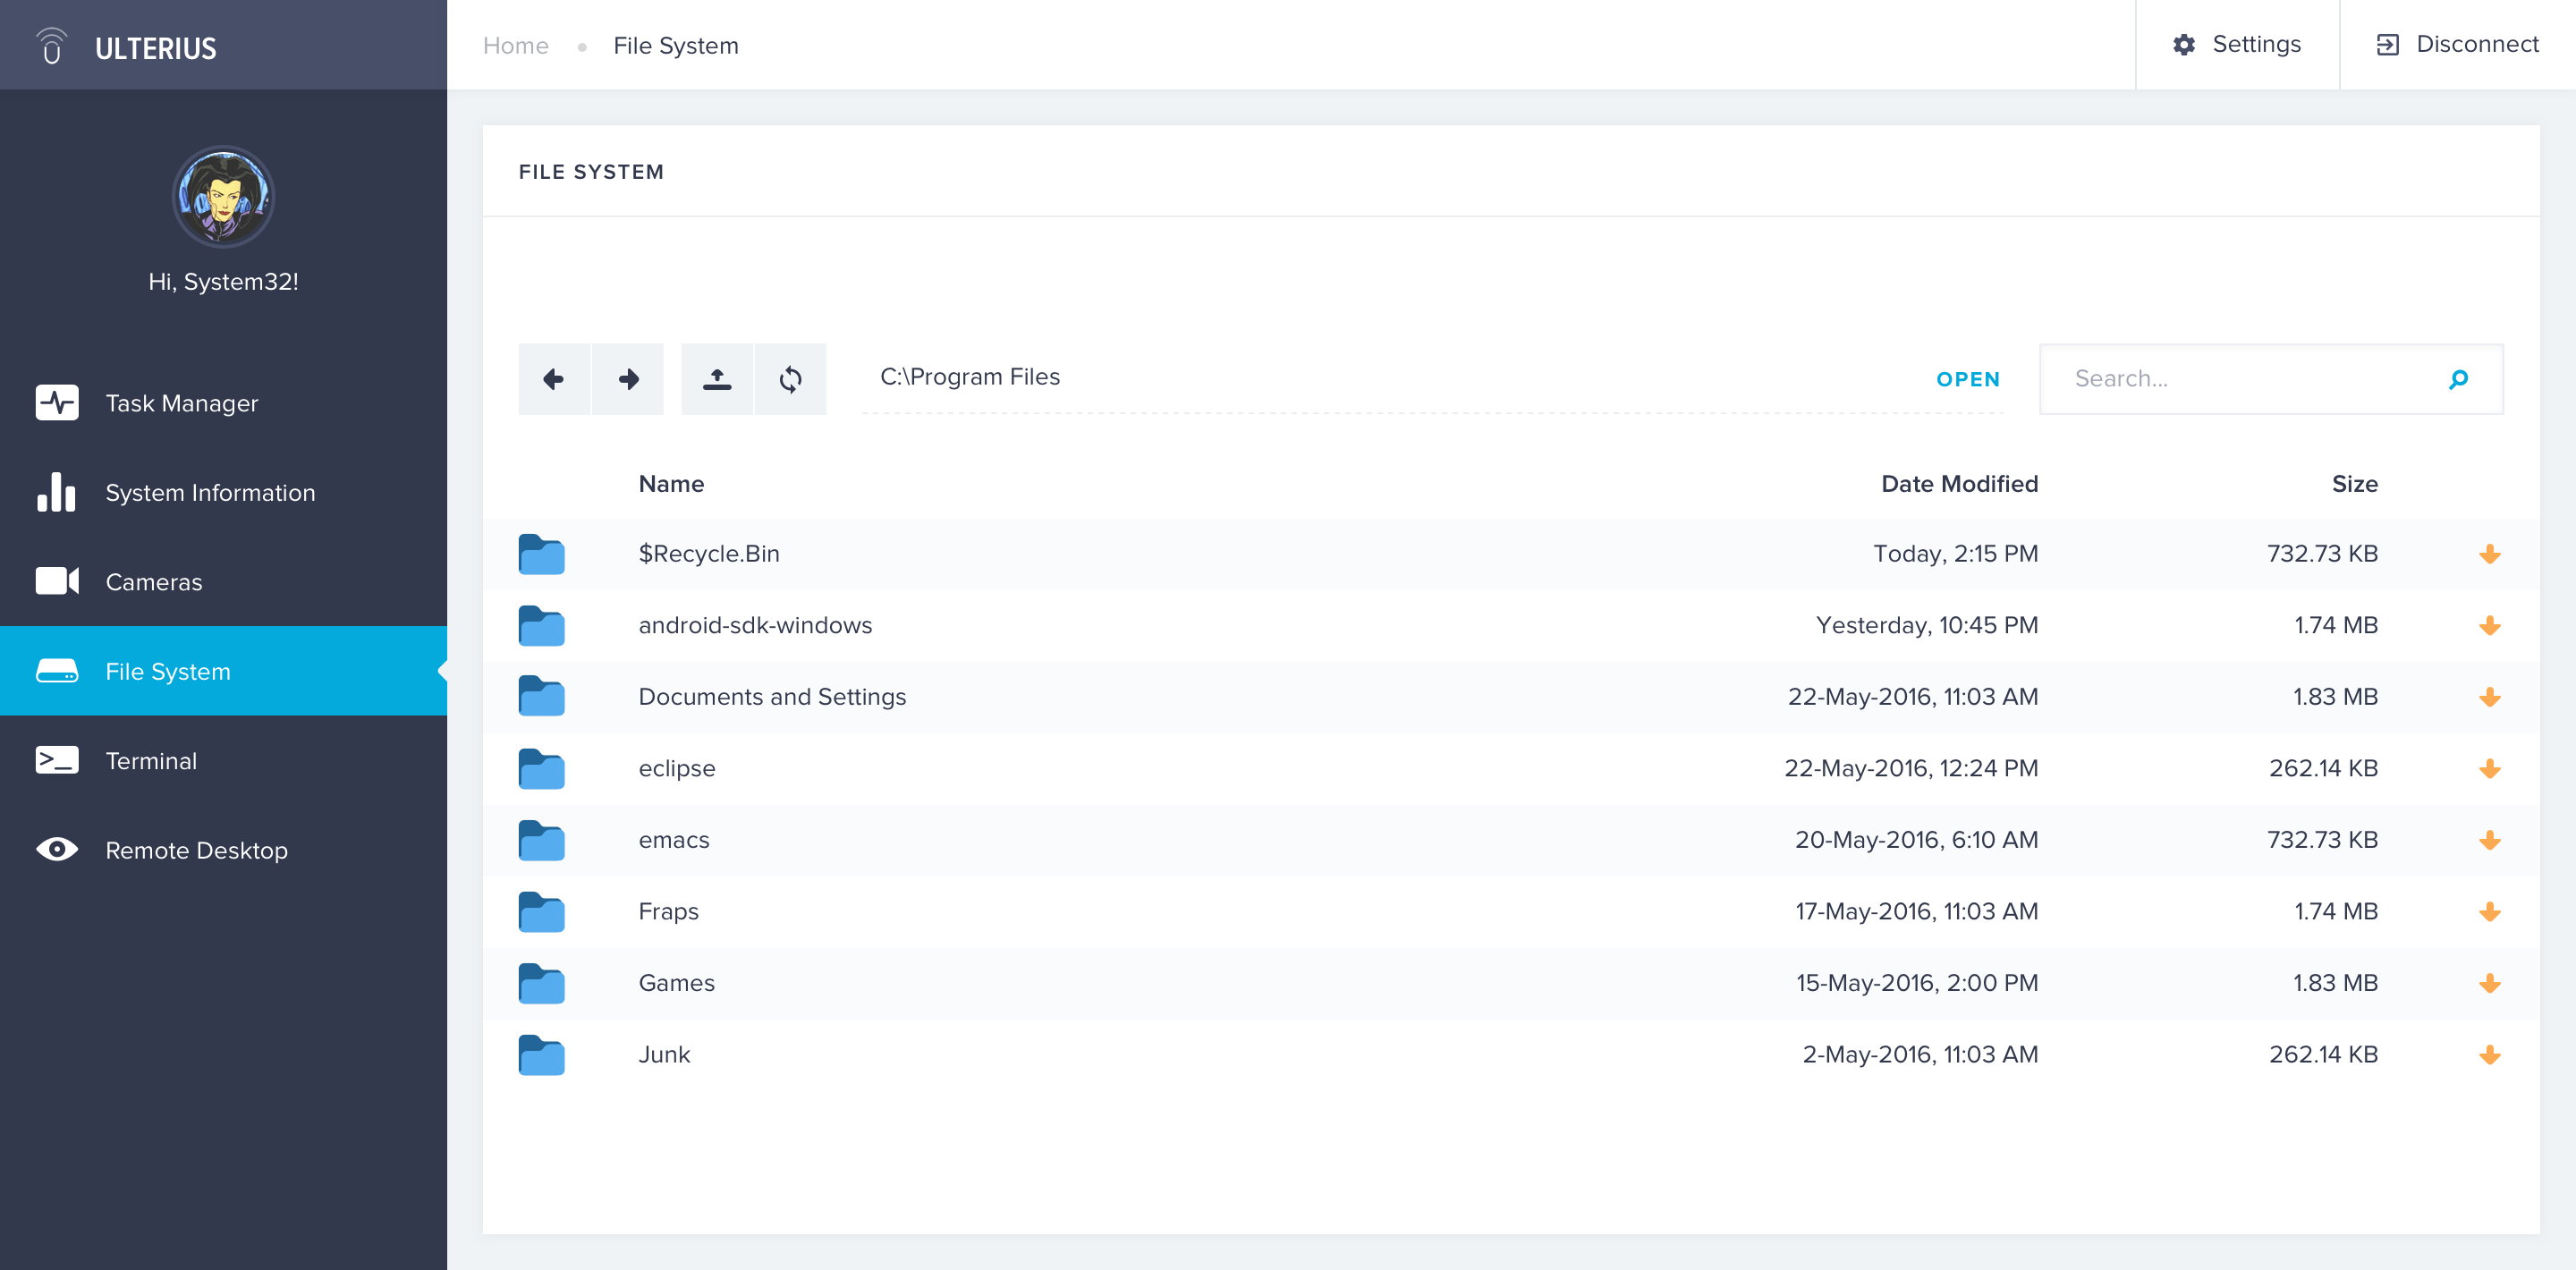 ULTERIUS
Home • File System
Settings
Disconnect
Hi, System32!
Task Manager
System Information
Cameras
File System
Terminal
Remote Desktop
FILE SYSTEM
C:\Program Files
OPEN
Search...
Name Date Modified Size
$Recycle.Bin Today, 2:15 PM 732.73 KB
android-sdk-windows Yesterday, 10:45 PM 1.74 MB
Documents and Settings 22-May-2016, 11:03 AM 1.83 MB
eclipse 22-May-2016, 12:24 PM 262.14 KB
emacs 20-May-2016, 6:10 AM 732.73 KB
Fraps 17-May-2016, 11:03 AM 1.74 MB
Games 15-May-2016, 2:00 PM 1.83 MB
Junk 2-May-2016, 11:03 AM 262.14 KB